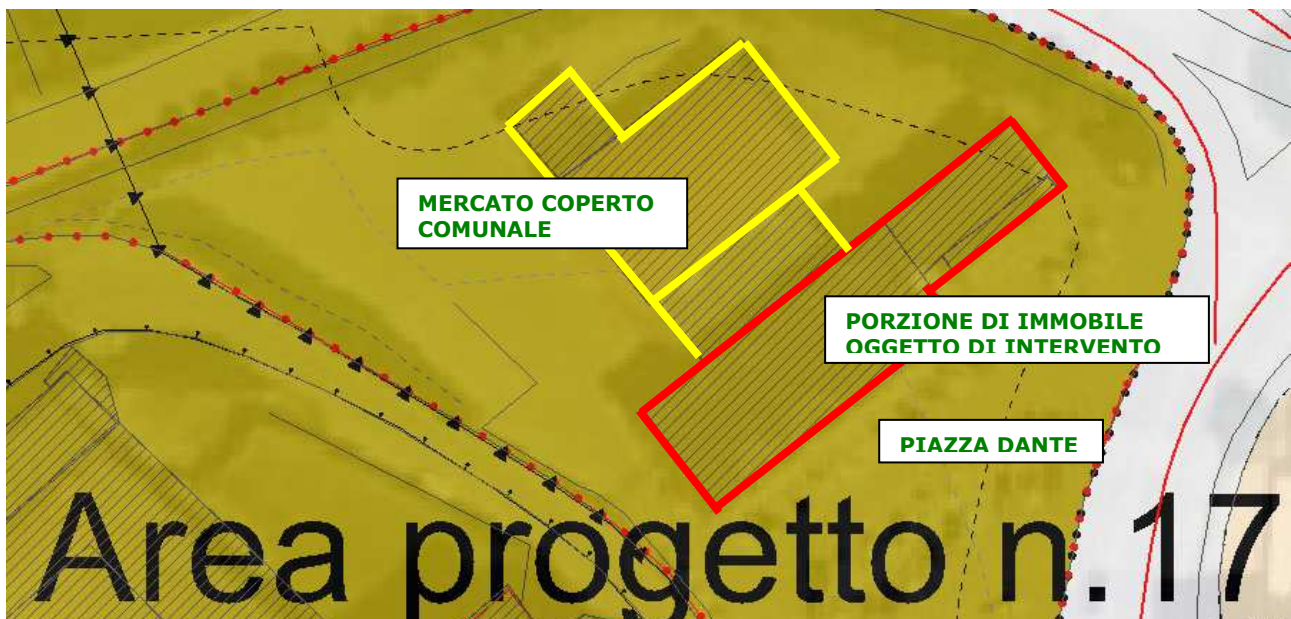 MERCATO COPERTO
COMUNALE
PORZIONE DI IMMOBILE
OGGETTO DI INTERVENTO
PIAZZA DANTE
Area progetto n.17